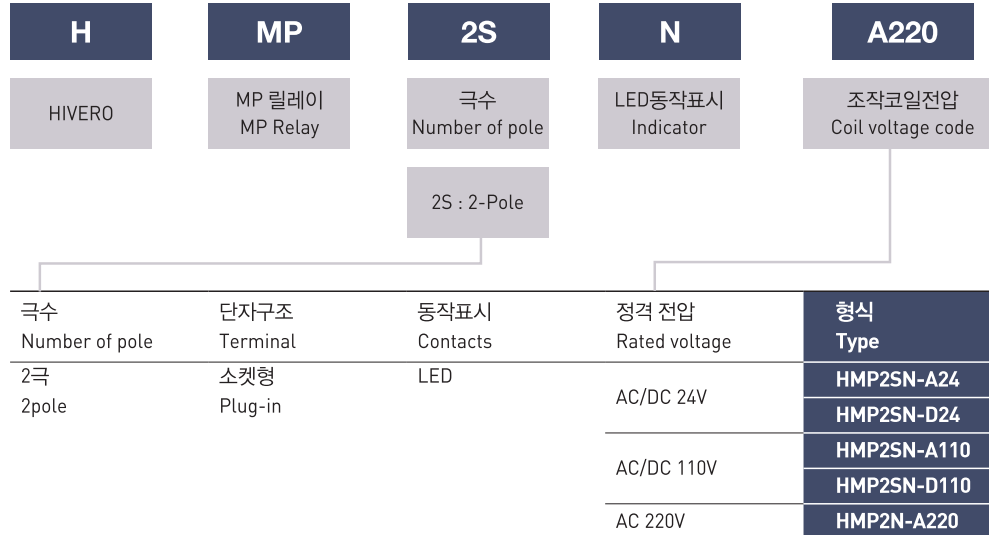 H MP 2S N A220
HIVERO
MP 릴레이
MP Relay
극수
Number of pole
LED동작표시
Indicator
조작코일전압
Coil voltage code
2S : 2-Pole
극수 단자구조 동작표시 정격 전압 형식
Number of pole Terminal Contacts Rated voltage Type
2극 소켓형 LED
2pole Plug-in
AC/DC 24V
HMP2SN-A24
HMP2SN-D24
AC/DC 110V
HMP2SN-A110
HMP2SN-D110
AC 220V HMP2N-A220